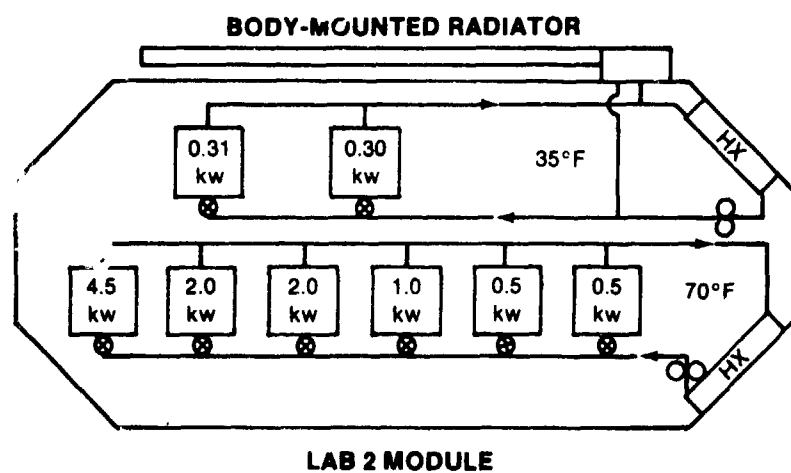 BODY-MOUNTED RADIATOR
0.31
kw
0.30
kw
35°F
HX
4.5
kw
2.0
kw
2.0
kw
1.0
kw
0.5
kw
0.5
kw
70°F
HX
LAB 2 MODULE